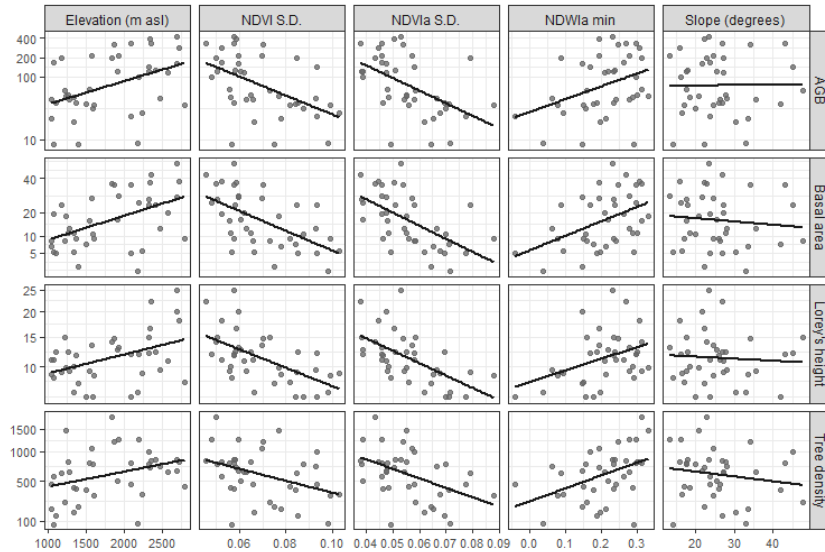 Elevation (m asl) NDVI S.D. NDVIa S.D. NDWIa min Slope (degrees)
400
200
100
10
AGB
40
20
10
5
Basal area
25
20
15
10
Lorey's height
1500
1000
500
100
Tree density
1000 1500 2000 2500 0.06 0.08 0.10 0.04 0.05 0.06 0.07 0.08 0.09 0.0 0.1 0.2 0.3 20 30 40